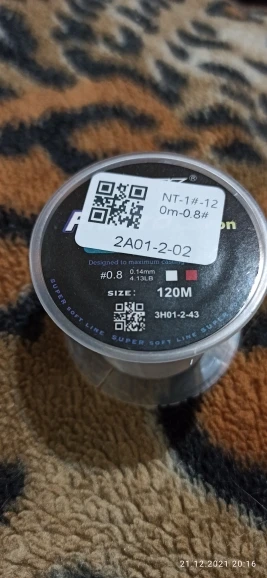 NT-1#-12
0m-0.8#
2A01-2-02
Designed to maximum
#0.8 0.14mm
4.13LB
SIZE: 120M
3H01-2-43
SUPER SOFT LINE SUPER SOFT LINE SUPER
21.12.2021 20:16